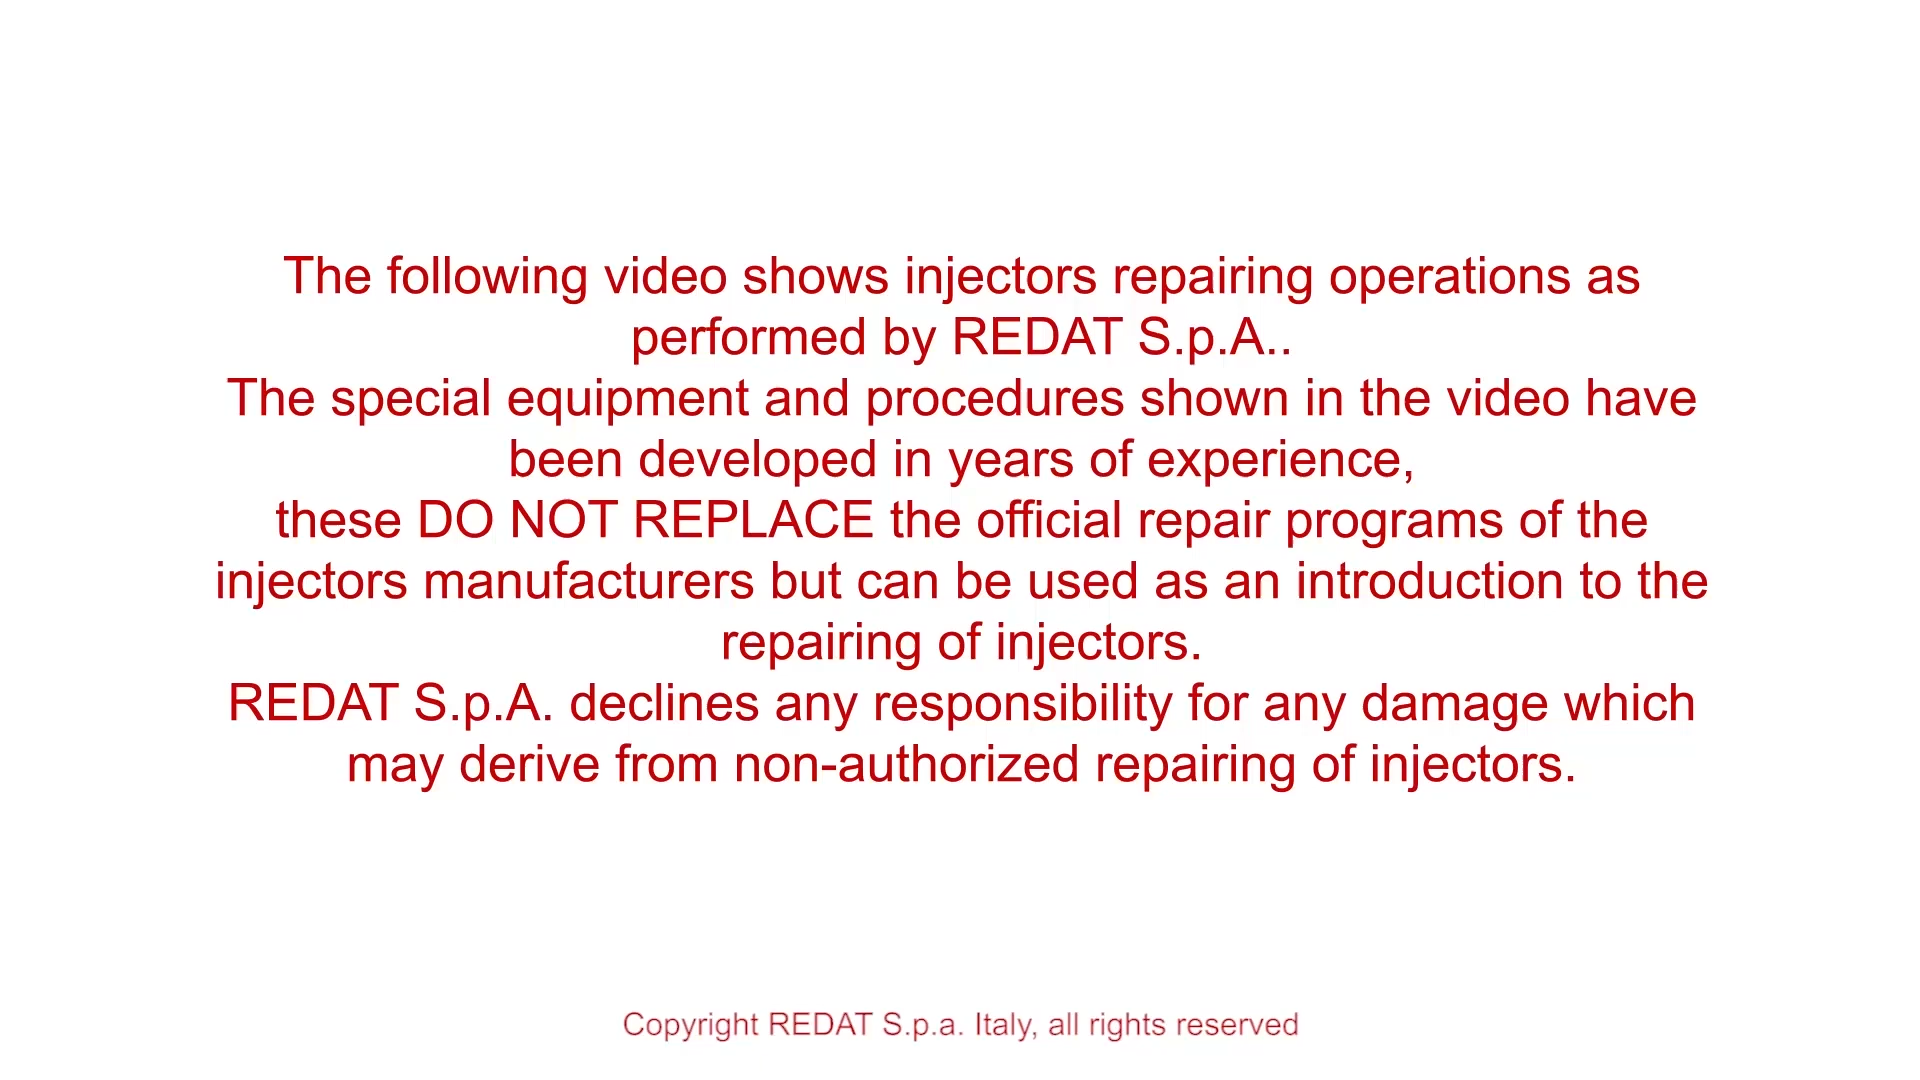 The following video shows injectors repairing operations as
performed by REDAT S.p.A..
The special equipment and procedures shown in the video have
been developed in years of experience,
these DO NOT REPLACE the official repair programs of the
injectors manufacturers but can be used as an introduction to the
repairing of injectors.
REDAT S.p.A. declines any responsibility for any damage which
may derive from non-authorized repairing of injectors.
Copyright REDAT S.p.a. Italy, all rights reserved